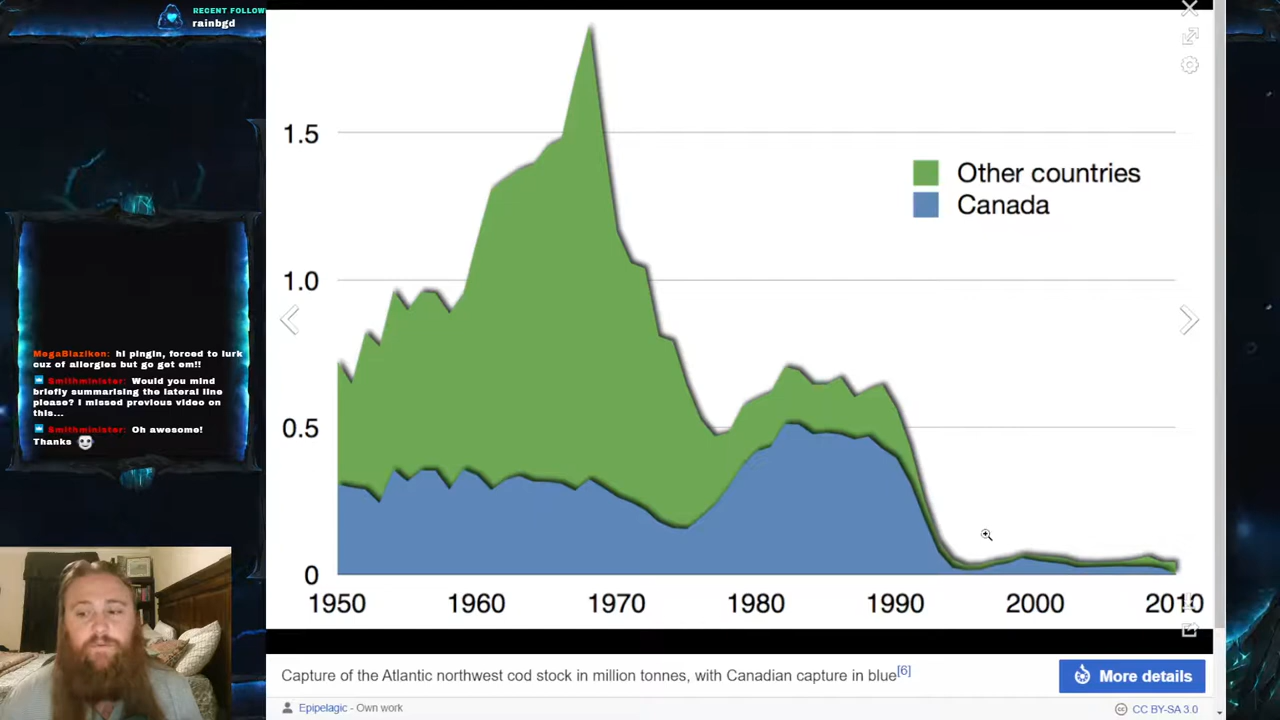 RECENT FOLLOW
rainbgd
MegaBlaziken: hi pingin, forced to lurk
cuz of allergies but go get em!!
Smithminister: Would you mind
briefly summarising the lateral line
please? I missed previous video on
this...
Smithminister: Oh awesome!
Thanks
1.5
1.0
0.5
0
1950 1960 1970 1980 1990 2000 2010
Other countries
Canada
Capture of the Atlantic northwest cod stock in million tonnes, with Canadian capture in blue[6]
More details
Epipelagic - Own work
CC BY-SA 3.0